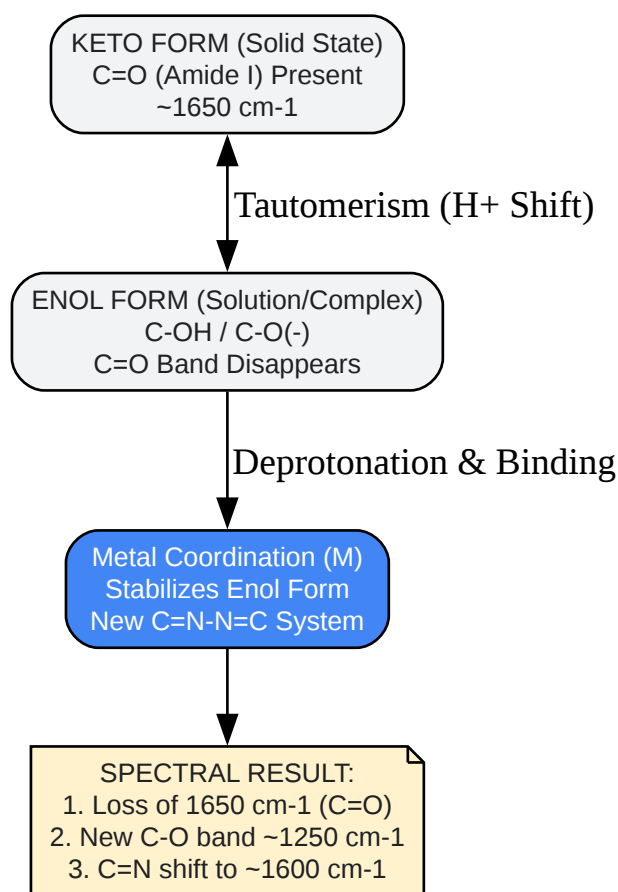 KETO FORM (Solid State)
C=O (Amide I) Present
~1650 cm-1
Tautomerism (H+ Shift)
ENOL FORM (Solution/Complex)
C-OH / C-O(-)
C=O Band Disappears
Deprotonation & Binding
Metal Coordination (M)
Stabilizes Enol Form
New C=N-N=C System
SPECTRAL RESULT:
1. Loss of 1650 cm-1 (C=O)
2. New C-O band ~1250 cm-1
3. C=N shift to ~1600 cm-1